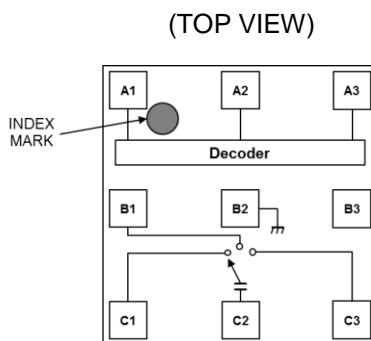 (TOP VIEW)
A1 A2 A3
INDEX
MARK
Decoder
B1 B2 B3
C1 C2 C3